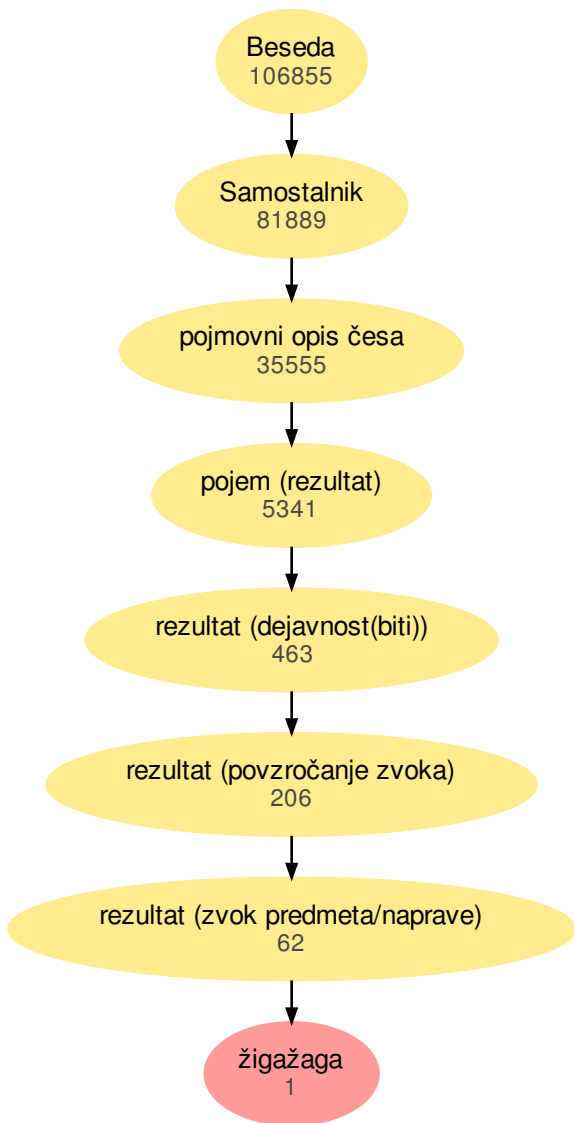 Beseda
106855
Samostalnik
81889
pojmovni opis česa
35555
pojem (rezultat)
5341
rezultat (dejavnost(biti))
463
rezultat (povzročanje zvoka)
206
rezultat (zvok predmeta/naprave)
62
žigažaga
1